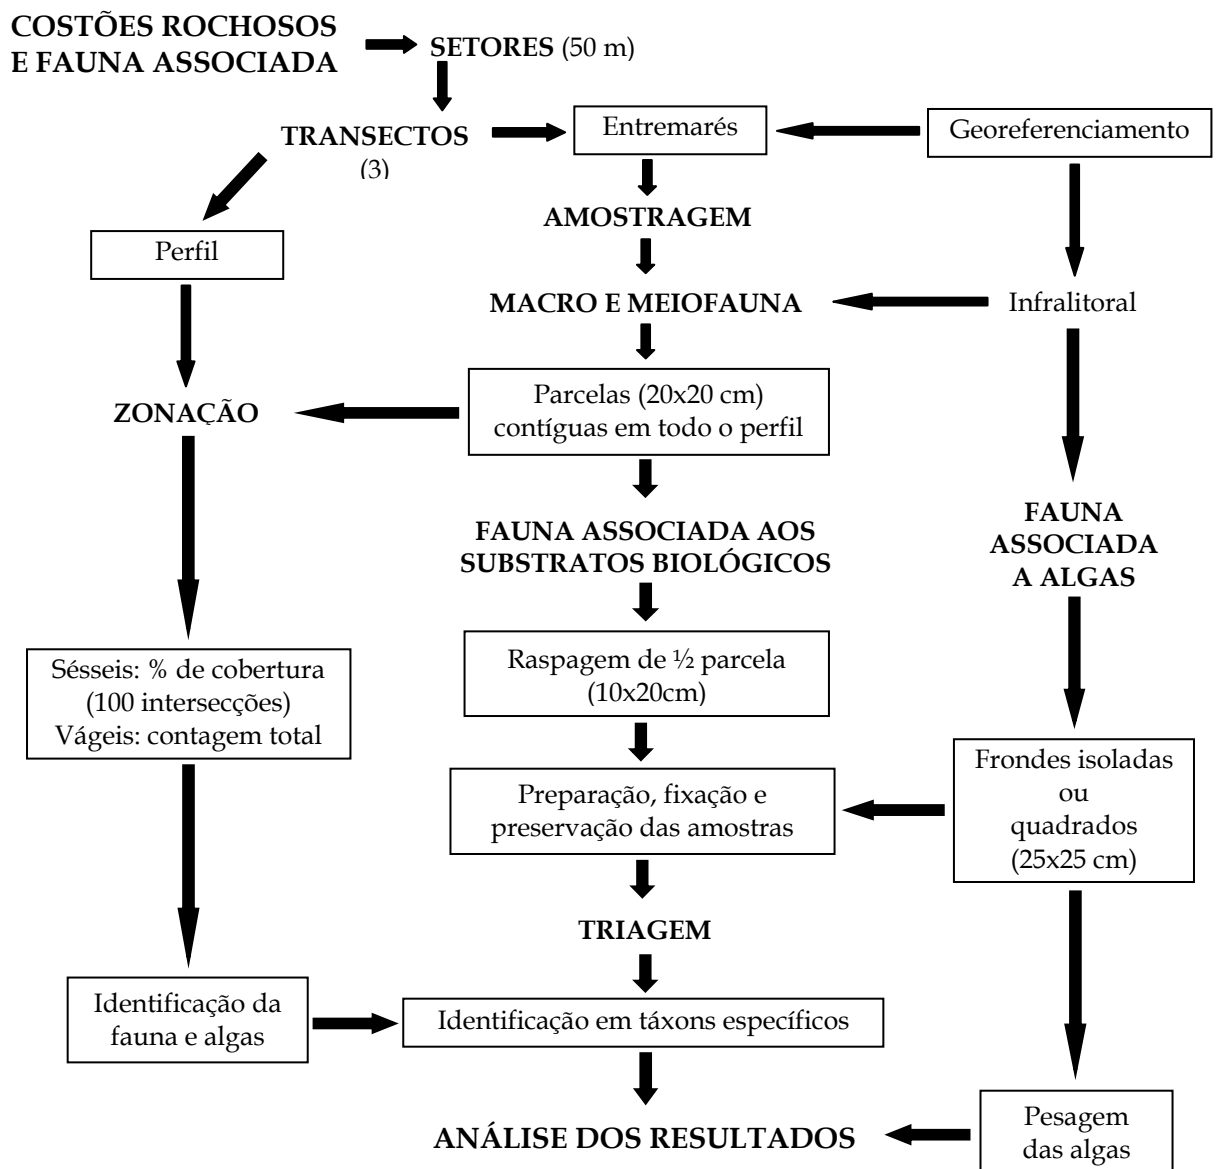 COSTÕES ROCHOSOS
E FAUNA ASSOCIADA
SETORES (50 m)
TRANSECTOS
(3)
Entremarés
Georeferenciamento
AMOSTRAGEM
Perfil
MACRO E MEIOFAUNA
Infralitoral
Parcelas (20x20 cm)
contíguas em todo o perfil
ZONAÇÃO
FAUNA ASSOCIADA AOS
SUBSTRATOS BIOLÓGICOS
FAUNA
ASSOCIADA
A ALGAS
Sésseis: % de cobertura
(100 intersecções)
Vágeis: contagem total
Raspagem de ½ parcela
(10x20cm)
Preparação, fixação e
preservação das amostras
Frondes isoladas
ou
quadrados
(25x25 cm)
TRIAGEM
Identificação da
fauna e algas
Identificação em táxons específicos
ANÁLISE DOS RESULTADOS
Pesagem
das algas